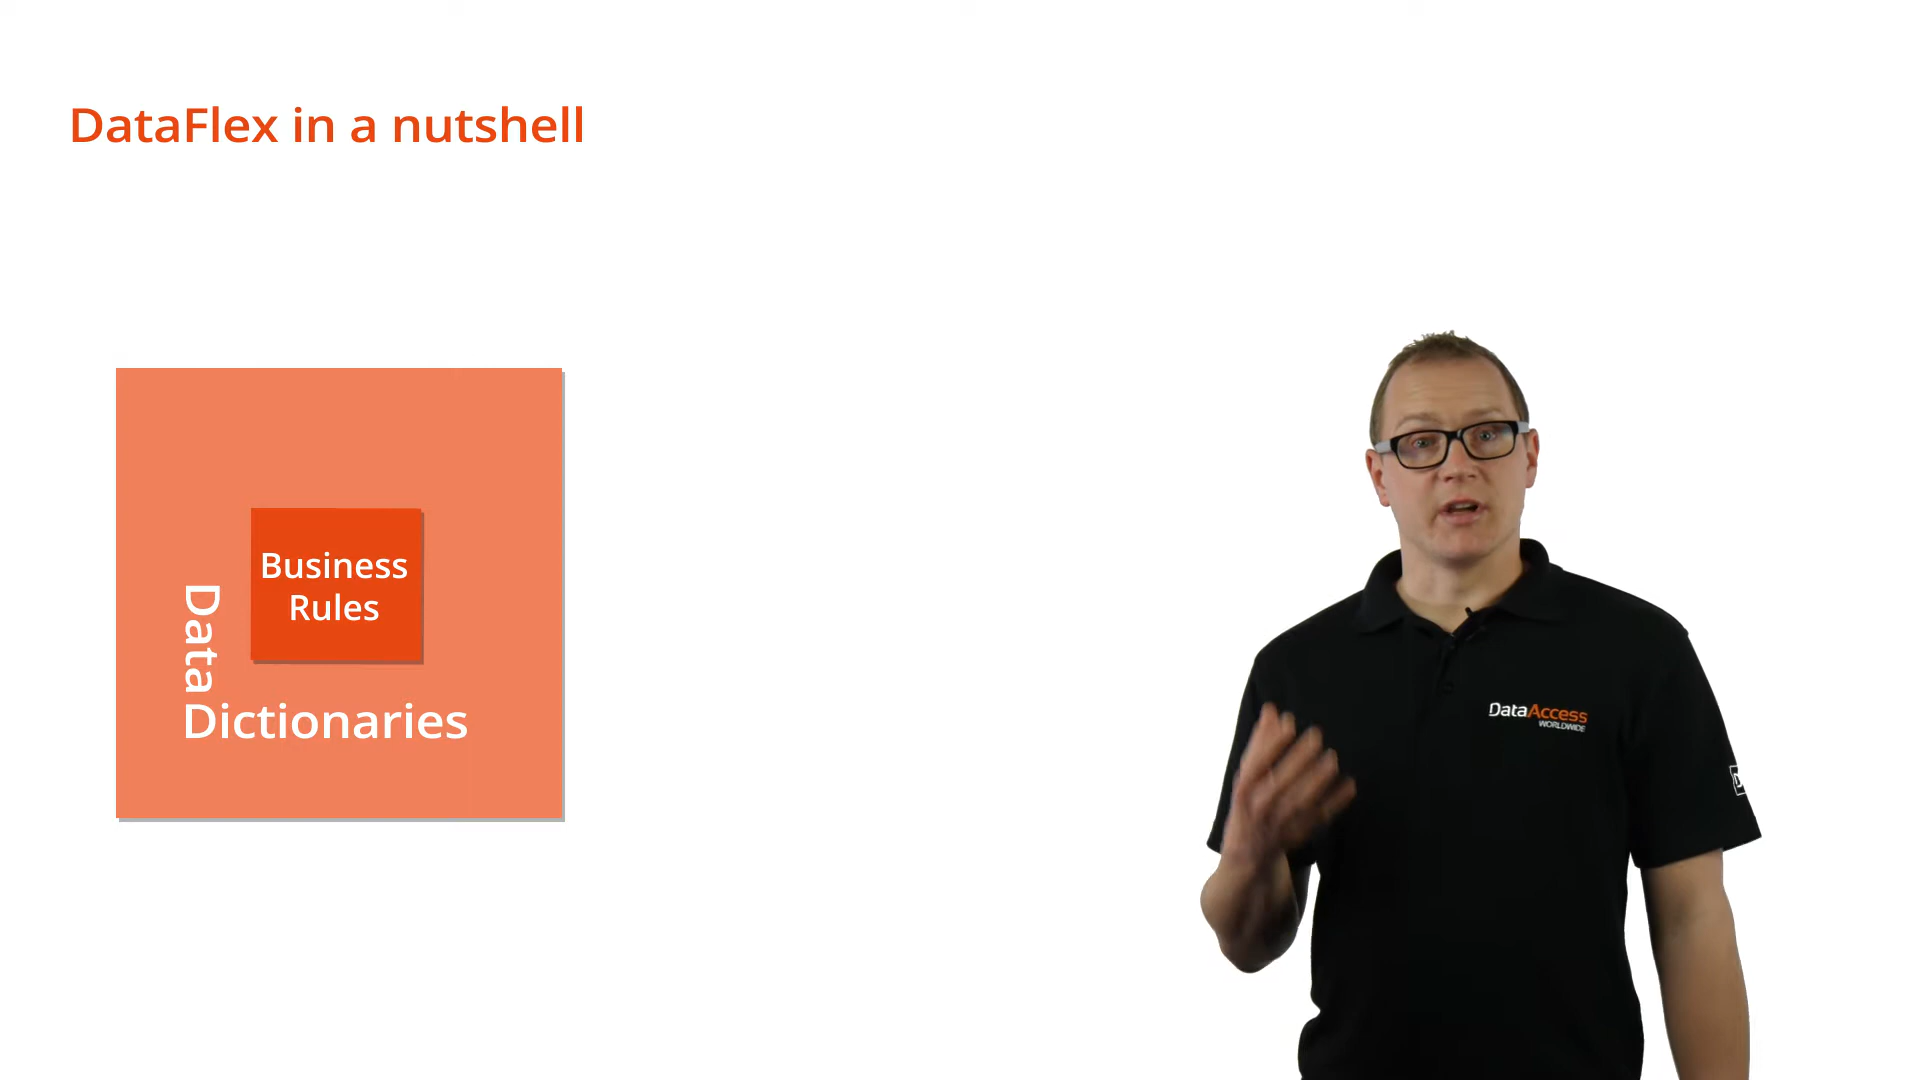 DataFlex in a nutshell
Business
Rules
Data
Dictionaries
DataAccess
WORLDWIDE